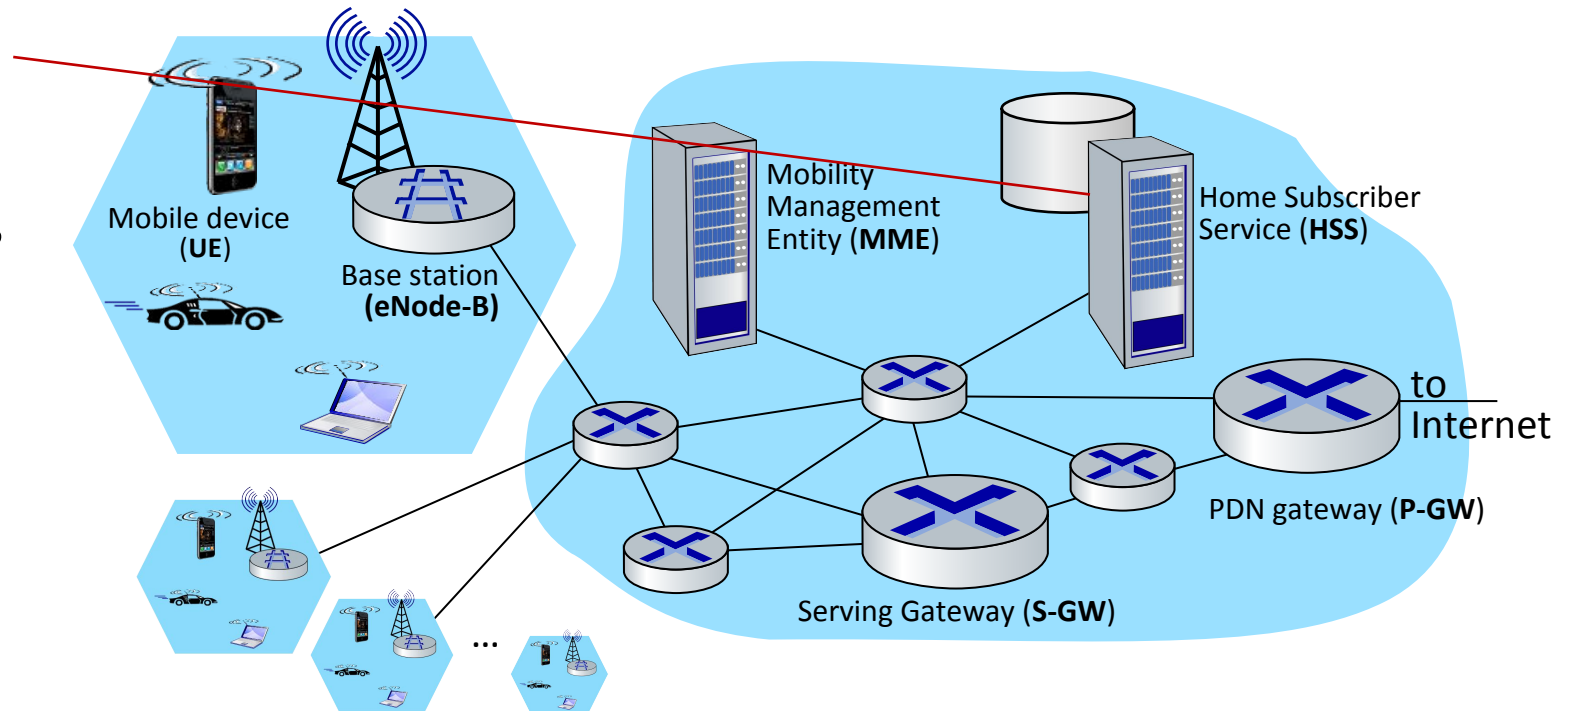 Mobile device
(UE)
Base station
(eNode-B)
Mobility
Management
Entity (MME)
Home Subscriber
Service (HSS)
to
Internet
PDN gateway (P-GW)
Serving Gateway (S-GW)
...